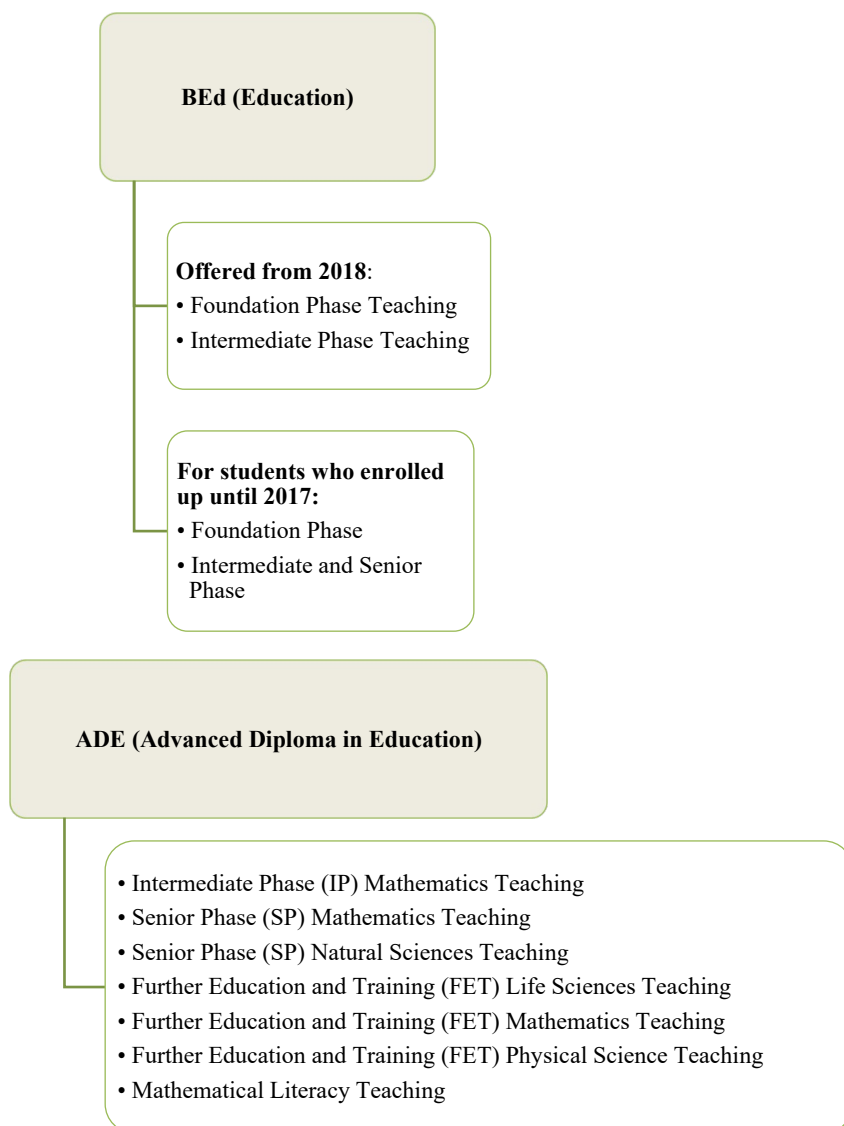 BEd (Education)
Offered from 2018:
• Foundation Phase Teaching
• Intermediate Phase Teaching
For students who enrolled
up until 2017:
• Foundation Phase
• Intermediate and Senior
Phase
ADE (Advanced Diploma in Education)
• Intermediate Phase (IP) Mathematics Teaching
• Senior Phase (SP) Mathematics Teaching
• Senior Phase (SP) Natural Sciences Teaching
• Further Education and Training (FET) Life Sciences Teaching
• Further Education and Training (FET) Mathematics Teaching
• Further Education and Training (FET) Physical Science Teaching
• Mathematical Literacy Teaching